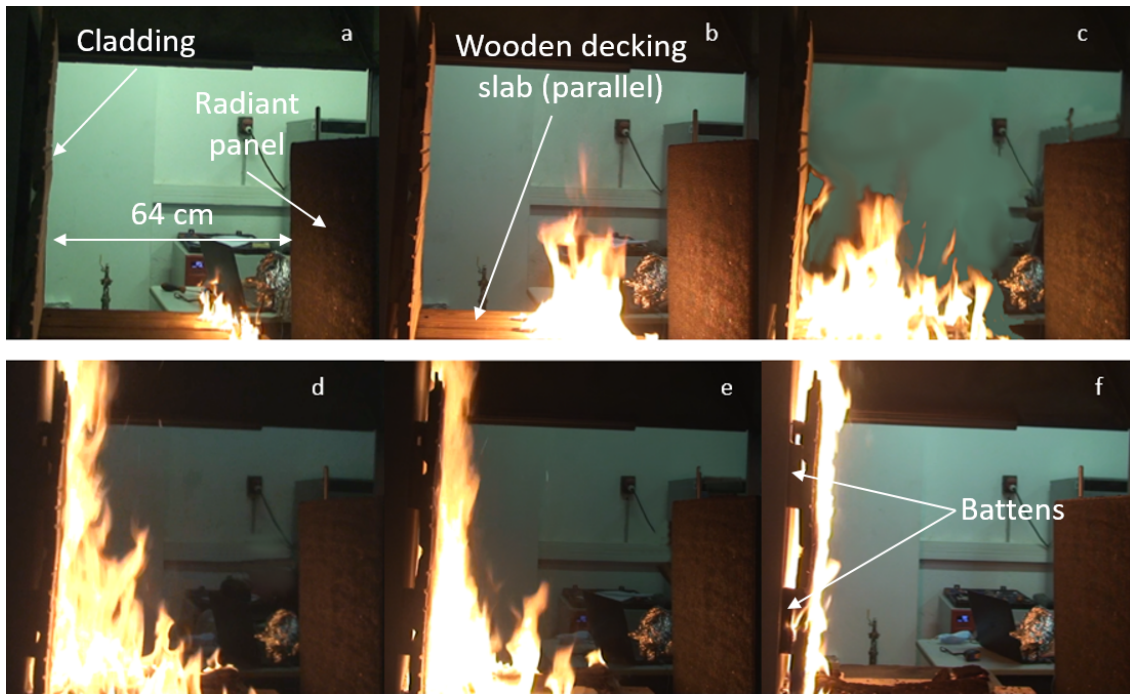 a
Cladding
Radiant
panel
64 cm
b
Wooden decking
slab (parallel)
c
d
e
f
Battens